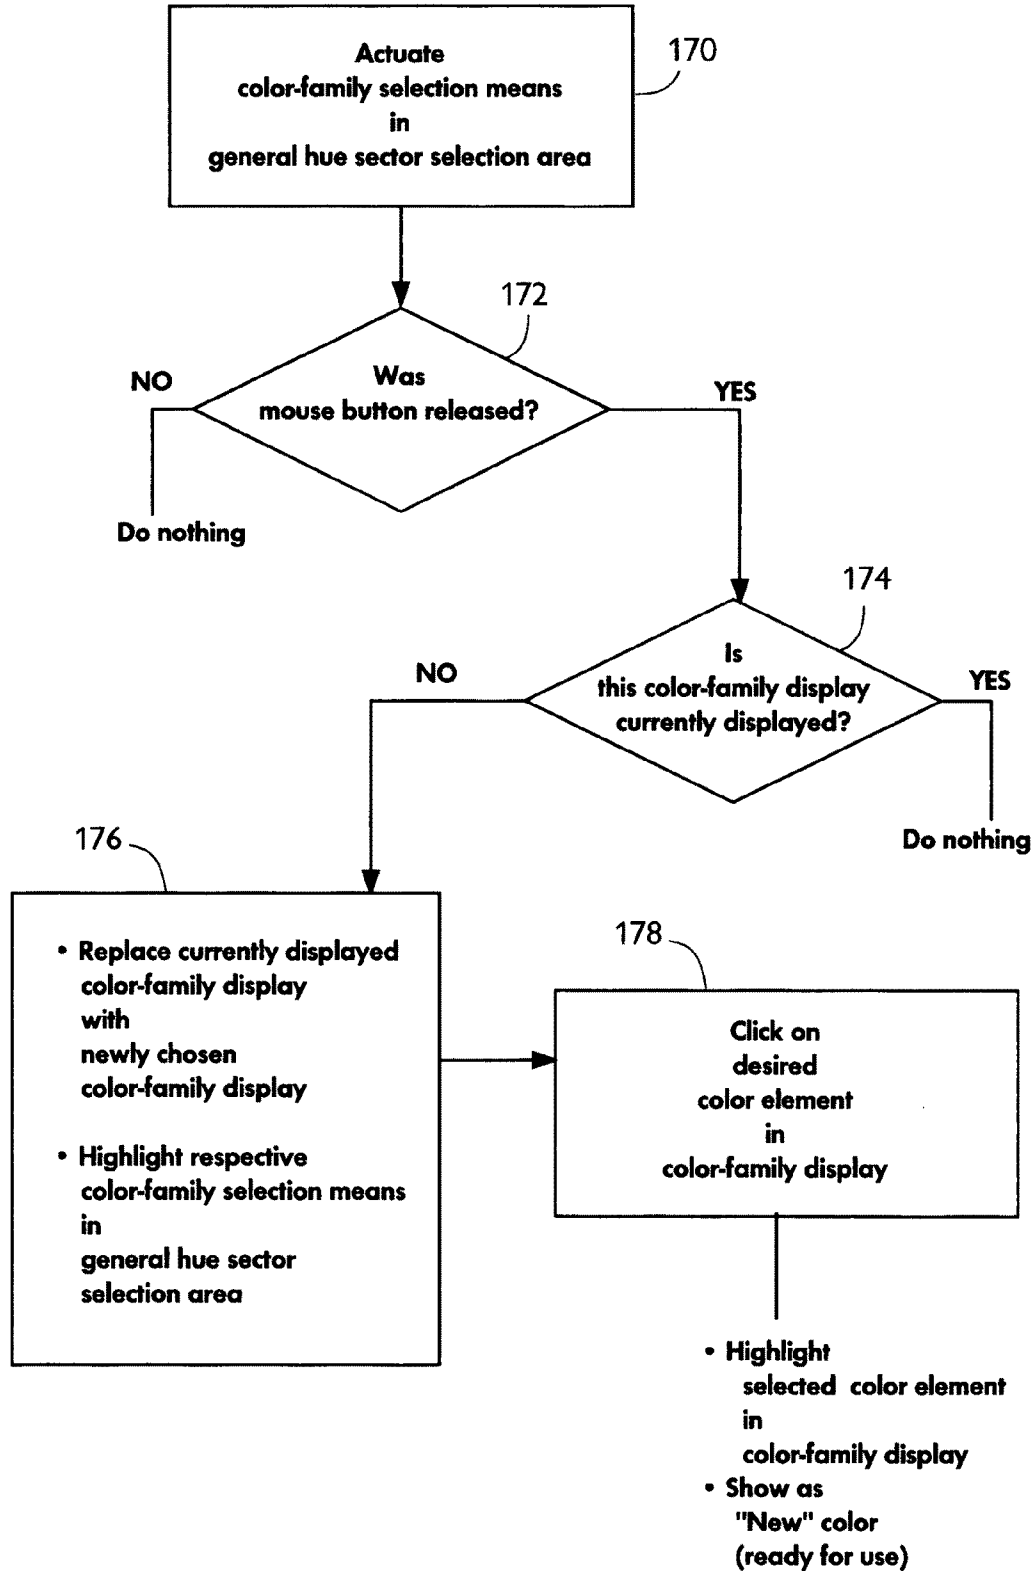 Actuate
color-family selection means
in
general hue sector selection area
170
172
Was
mouse button released?
NO
YES
Do nothing
174
Is
this color-family display
currently displayed?
NO
YES
Do nothing
176
• Replace currently displayed
color-family display
with
newly chosen
color-family display
• Highlight respective
color-family selection means
in
general hue sector
selection area
178
Click on
desired
color element
in
color-family display
• Highlight
selected color element
in
color-family display
• Show as
"New" color
(ready for use)